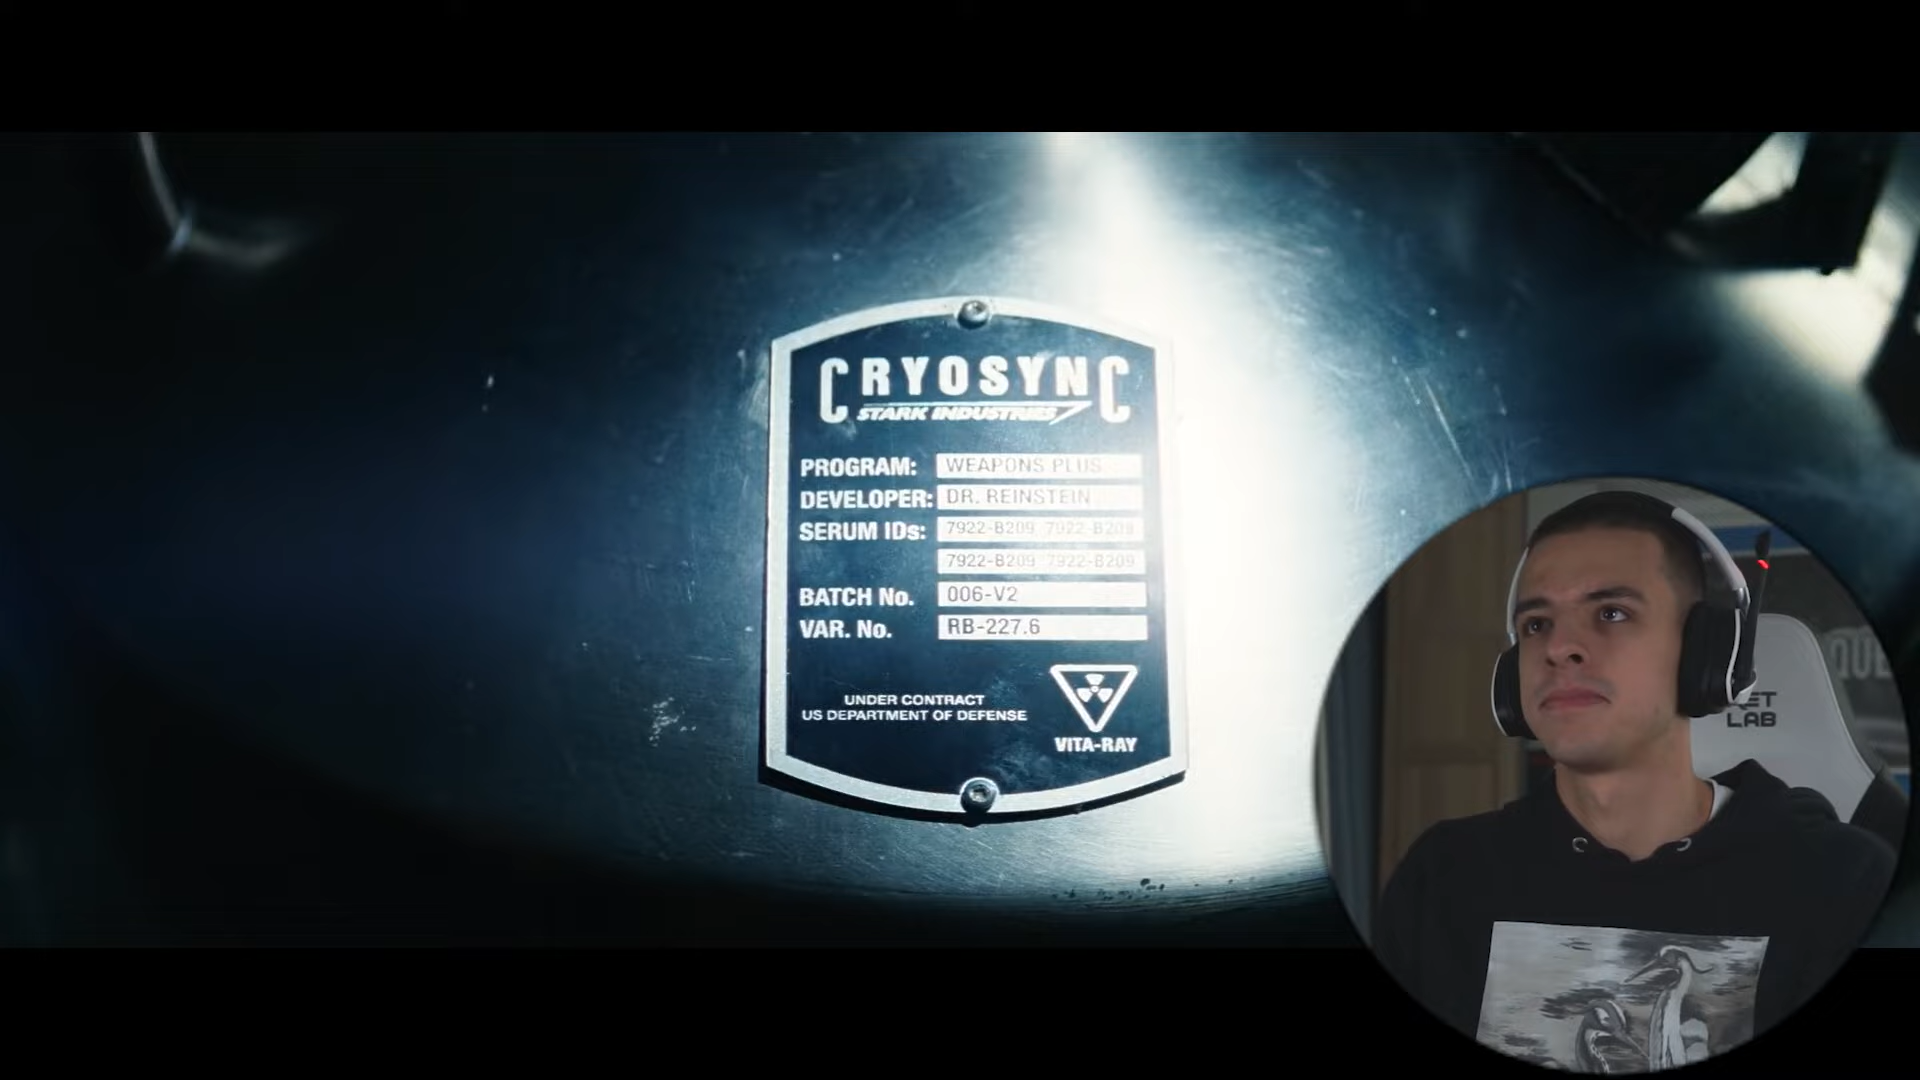 CRYOSYNC
STARK INDUSTRIES
PROGRAM: WEAPONS PLUS
DEVELOPER: DR. REINSTEIN
SERUM IDs: 7922-B209 7922-B209
7922-B209 7922-B209
BATCH No. 006-V2
VAR. No. RB-227.6
UNDER CONTRACT
US DEPARTMENT OF DEFENSE
VITA-RAY
LAB